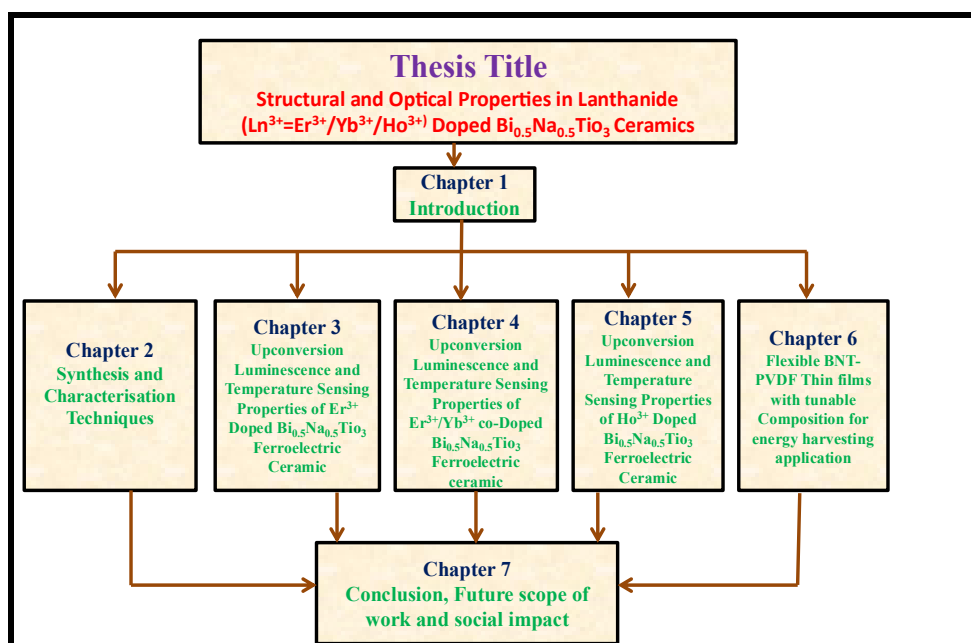 Thesis Title
Structural and Optical Properties in Lanthanide
(Ln³⁺=Er³⁺/Yb³⁺/Ho³⁺) Doped Bi₀.₅Na₀.₅Tio₃ Ceramics
Chapter 1
Introduction
Chapter 2
Synthesis and
Characterisation
Techniques
Chapter 3
Upconversion
Luminescence and
Temperature Sensing
Properties of Er³⁺
Doped Bi₀.₅Na₀.₅Tio₃
Ferroelectric
Ceramic
Chapter 4
Upconversion
Luminescence and
Temperature Sensing
Properties of
Er³⁺/Yb³⁺ co-Doped
Bi₀.₅Na₀.₅Tio₃
Ferroelectric
ceramic
Chapter 5
Upconversion
Luminescence and
Temperature
Sensing Properties
of Ho³⁺ Doped
Bi₀.₅Na₀.₅Tio₃
Ferroelectric
Ceramic
Chapter 6
Flexible BNT-
PVDF Thin films
with tunable
Composition for
energy harvesting
application
Chapter 7
Conclusion, Future scope of
work and social impact